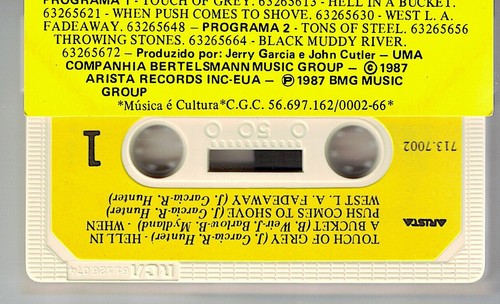 PROGRAMA 1 - TOUCH OF GREY. 63265613 - HELL IN A BUCKET.
63265621 - WHEN PUSH COMES TO SHOVE. 63265630 - WEST L. A.
FADEAWAY. 63265648 - PROGRAMA 2 - TONS OF STEEL. 63265656
THROWING STONES. 63265664 - BLACK MUDDY RIVER.
63265672 - Produzido por: Jerry Garcia e John Cutler - UMA
COMPANHIA BERTELSMANN MUSIC GROUP - ©1987
ARISTA RECORDS INC-EUA - ℗1987 BMG MUSIC
GROUP
*Música é Cultura*C.G.C. 56.697.162/0002-66*
1
0 50 0
713.7002
ARISTA
TOUCH OF GREY (J. Garcia-R. Hunter) · HELL IN
A BUCKET (B. Weir-J. Barlow-B. Mydland) · WHEN
PUSH COMES TO SHOVE (J. Garcia-R. Hunter)
WEST L. A. FADEAWAY (J. Garcia-R. Hunter)
RCA